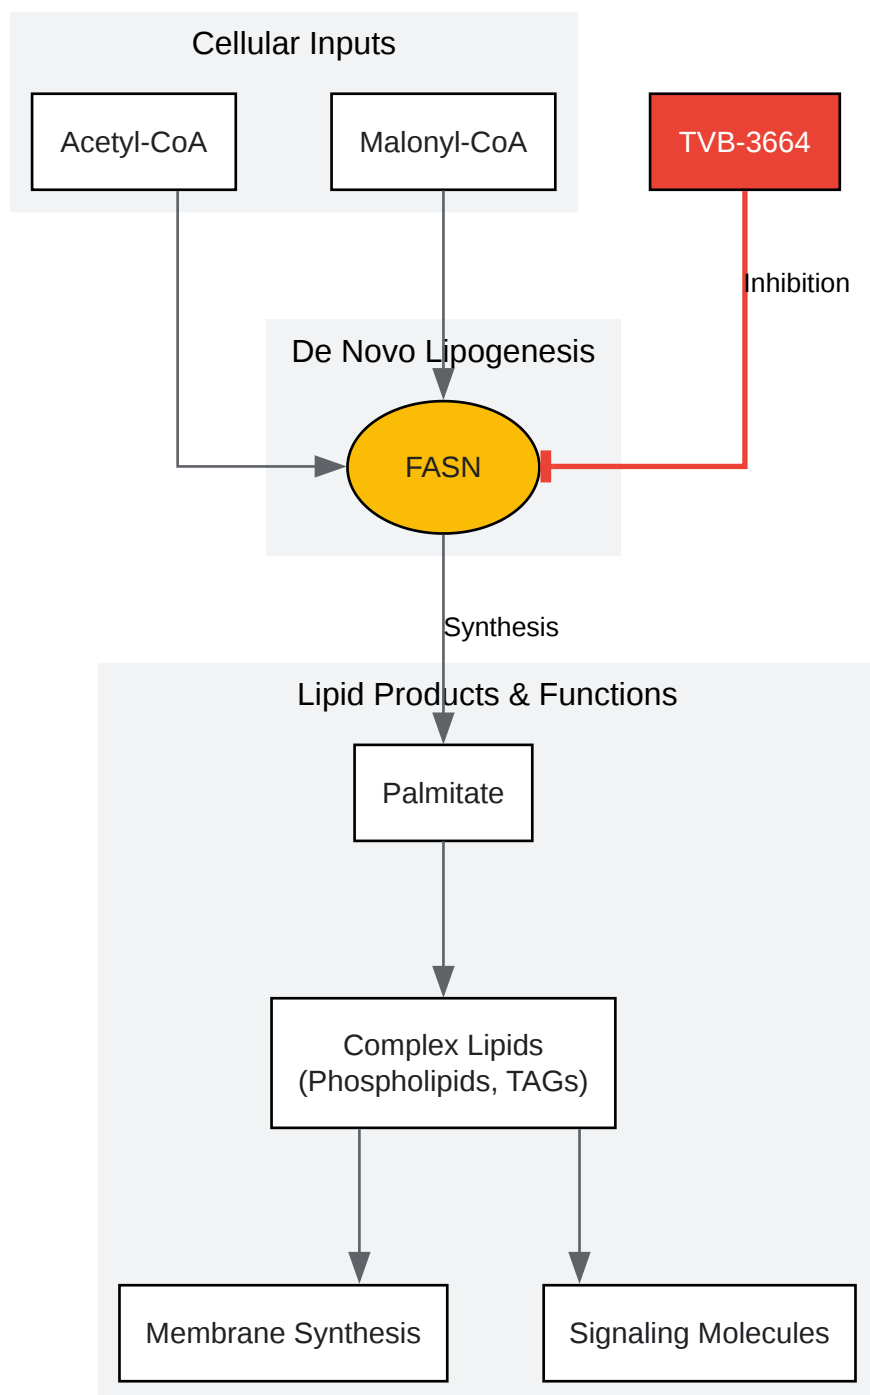 Cellular Inputs
Acetyl-CoA
Malonyl-CoA
TVB-3664
Inhibition
De Novo Lipogenesis
FASN
Synthesis
Lipid Products & Functions
Palmitate
Complex Lipids
(Phospholipids, TAGs)
Membrane Synthesis
Signaling Molecules